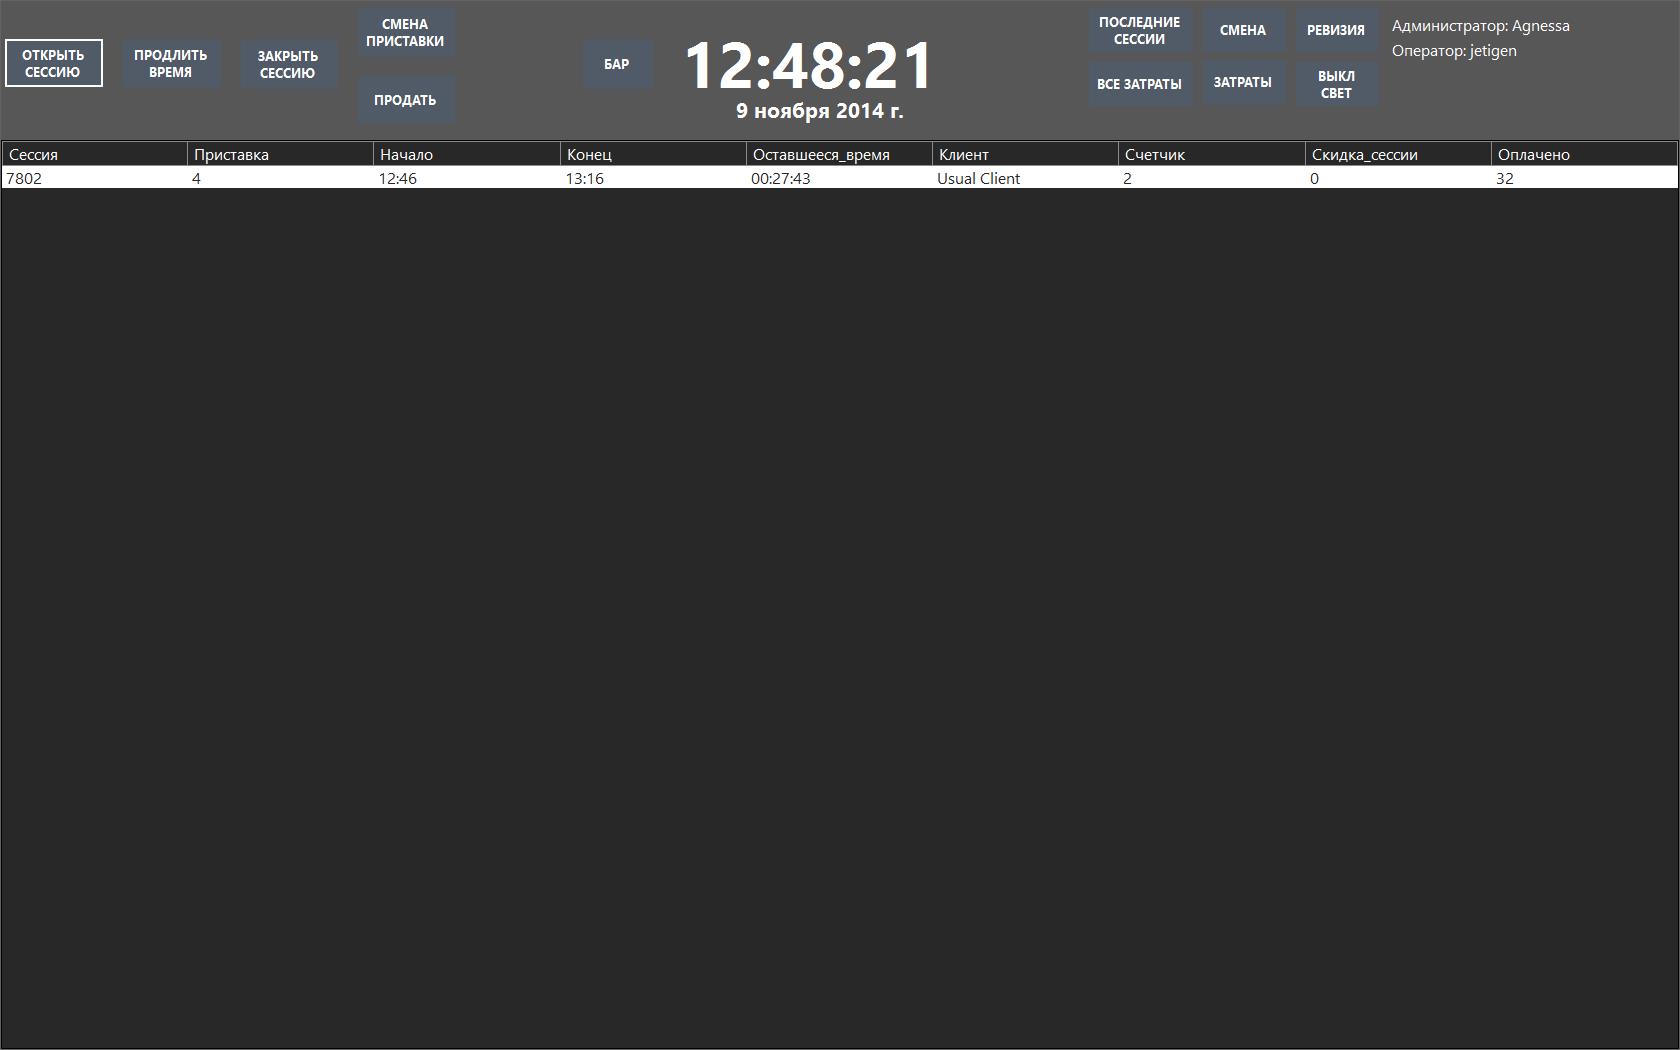 ОТКРЫТЬ
СЕССИЮ
ПРОДЛИТЬ
ВРЕМЯ
ЗАКРЫТЬ
СЕССИЮ
СМЕНА
ПРИСТАВКИ
ПРОДАТЬ
БАР
12:48:21
9 ноября 2014 г.
ПОСЛЕДНИЕ
СЕССИИ
СМЕНА
РЕВИЗИЯ
ВСЕ ЗАТРАТЫ
ЗАТРАТЫ
ВЫКЛ
СВЕТ
Администратор: Agnessa
Оператор: jetigen
Сессия Приставка Начало Конец Оставшееся_время Клиент Счетчик Скидка_сессии Оплачено
7802 4 12:46 13:16 00:27:43 Usual Client 2 0 32